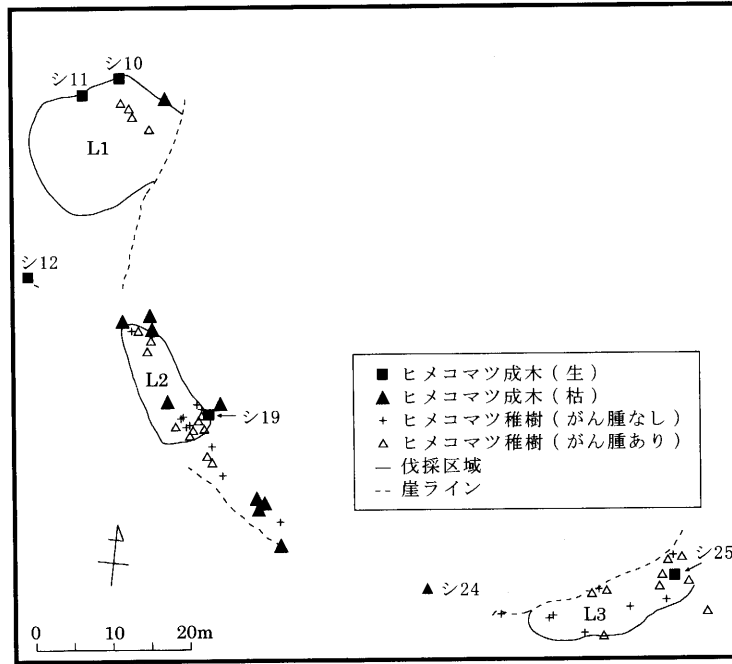 シ10
シ11
L1
シ12
L2
シ19
■ ヒメコマツ成木(生)
▲ ヒメコマツ成木(枯)
+ ヒメコマツ稚樹(がん腫なし)
△ ヒメコマツ稚樹(がん腫あり)
― 伐採区域
-- 崖ライン
シ25
シ24
L3
0 10 20m